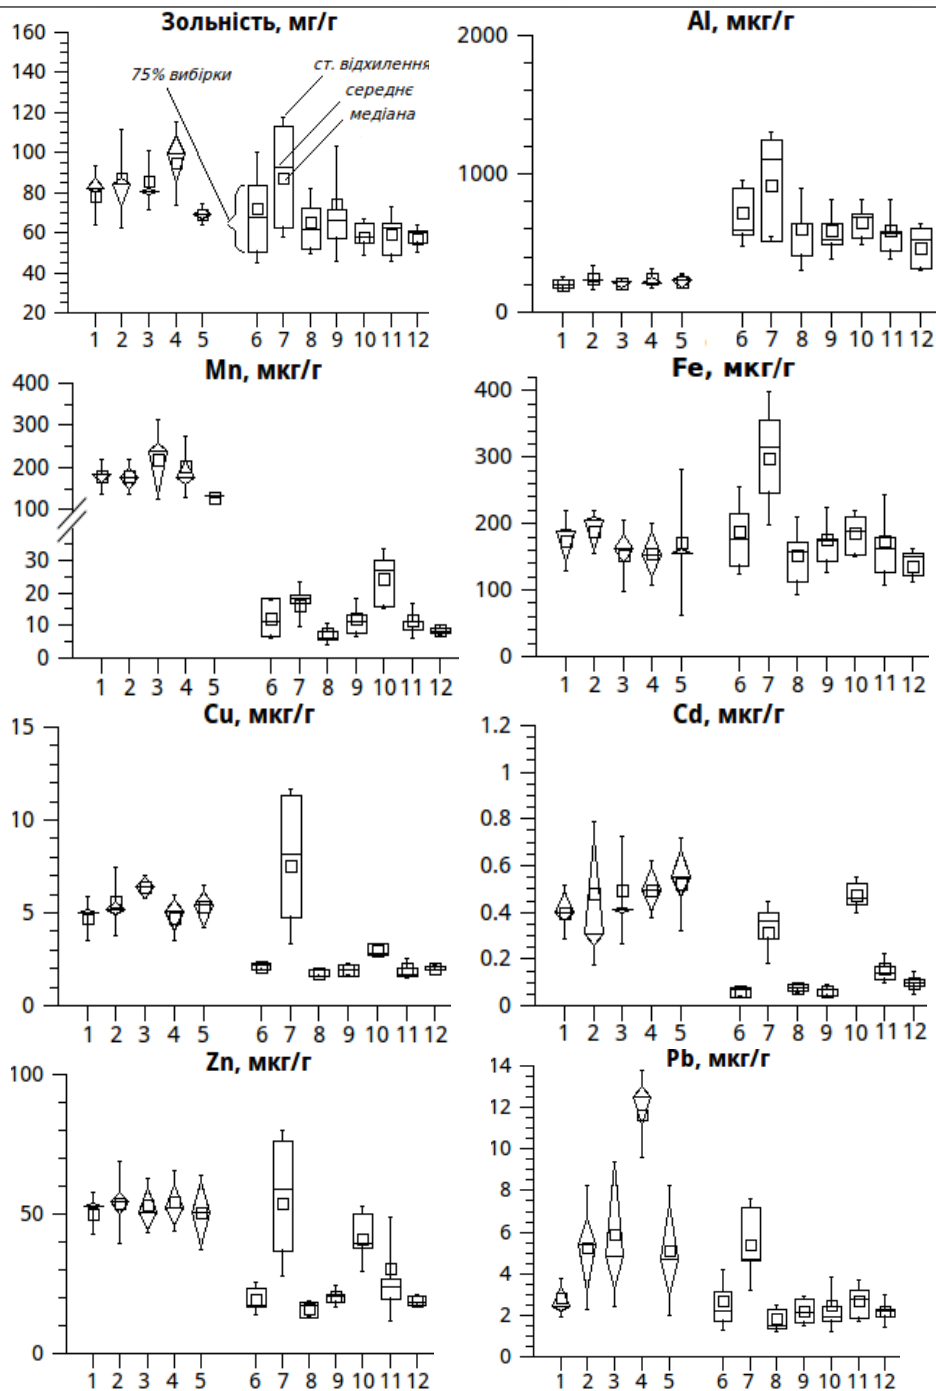 Зольність, мг/г
160
140
120
100
80
60
40
20
75% вибірки
ст. відхилення
середнє
медіана
1 2 3 4 5 6 7 8 9 10 11 12
Al, мкг/г
2000
1000
0
1 2 3 4 5 6 7 8 9 10 11 12
Mn, мкг/г
400
300
200
100
30
20
10
0
1 2 3 4 5 6 7 8 9 10 11 12
Fe, мкг/г
400
300
200
100
0
1 2 3 4 5 6 7 8 9 10 11 12
Cu, мкг/г
15
10
5
0
1 2 3 4 5 6 7 8 9 10 11 12
Cd, мкг/г
1.2
1
0.8
0.6
0.4
0.2
0
1 2 3 4 5 6 7 8 9 10 11 12
Zn, мкг/г
100
50
0
1 2 3 4 5 6 7 8 9 10 11 12
Pb, мкг/г
14
12
10
8
6
4
2
0
1 2 3 4 5 6 7 8 9 10 11 12